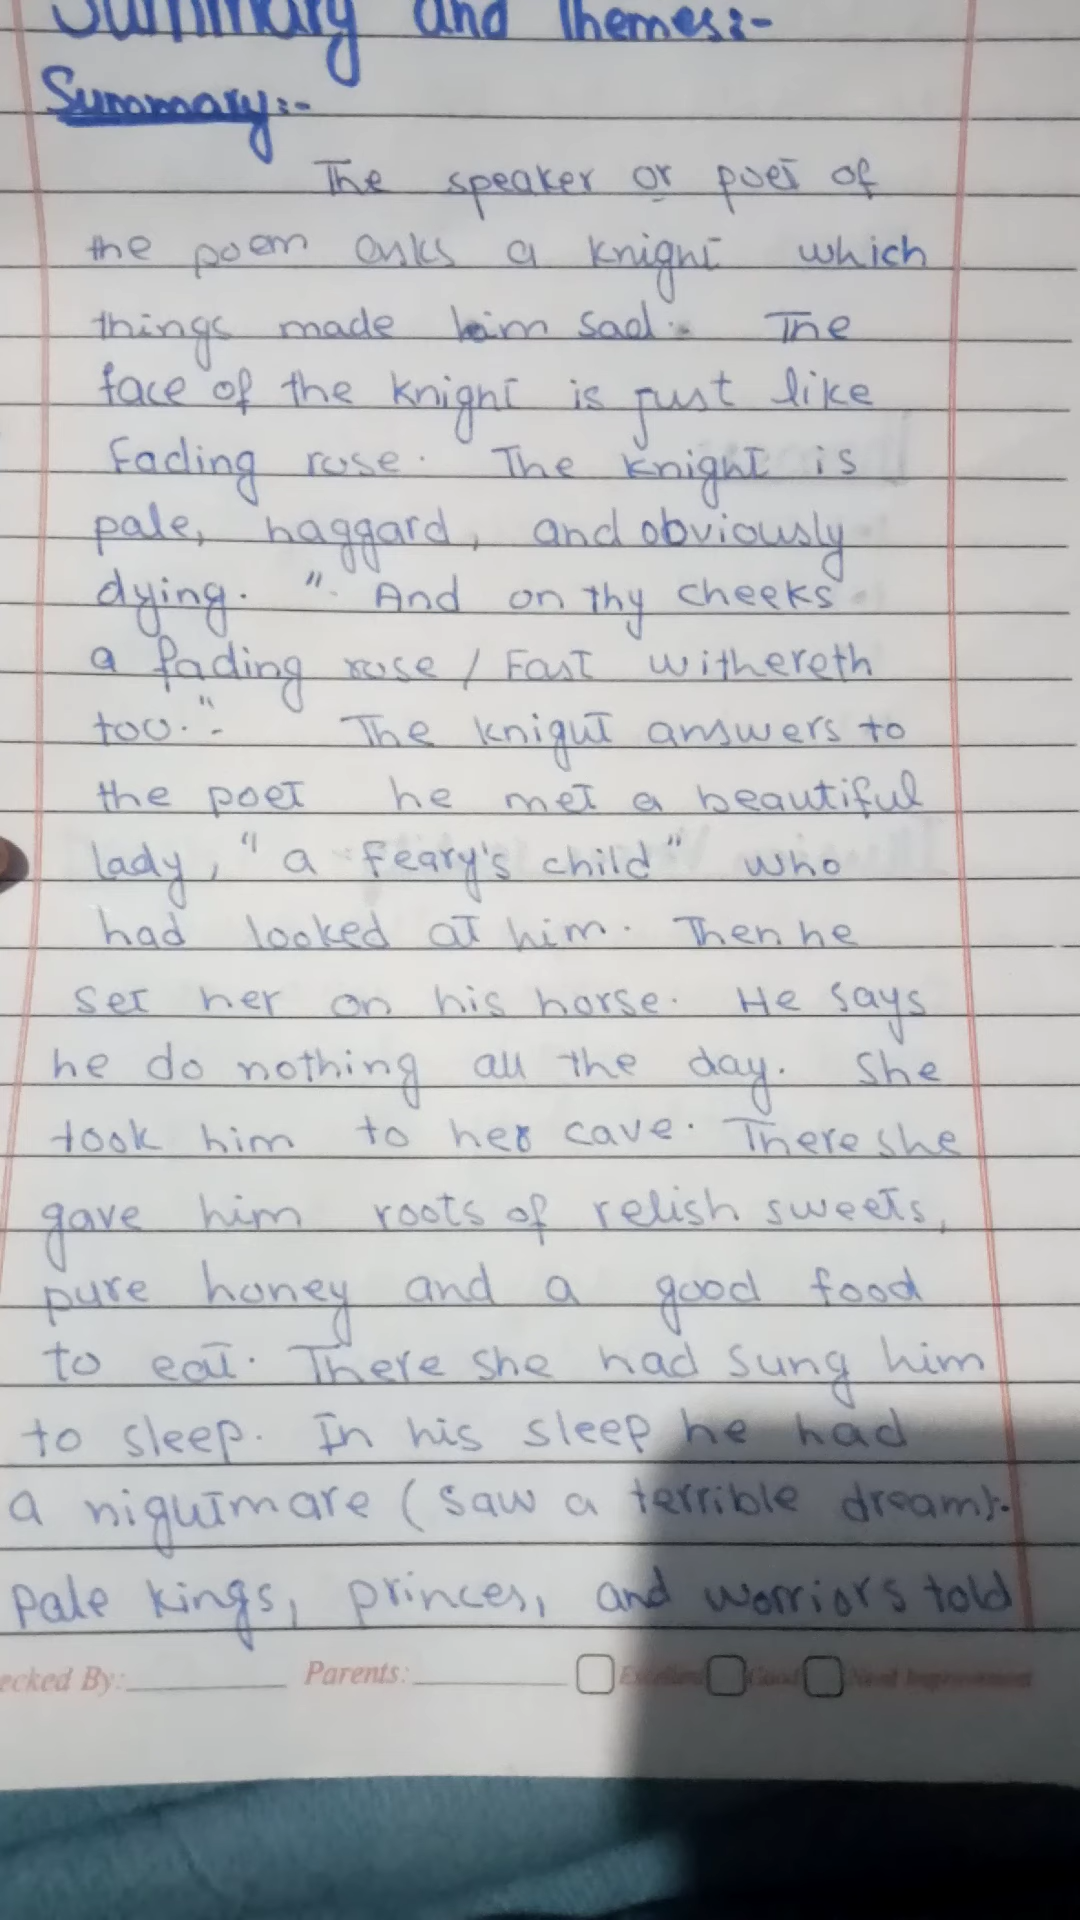 Summary and Themes:-
Summary:-
The speaker or poet of
the poem asks a knight which
things made him sad. The
face of the knight is just like
fading rose. The knight is
pale, haggard, and obviously
dying. " And on thy cheeks
a fading rose / Fast withereth
too." The knight answers to
the poet he met a beautiful
lady, "a feary's child" who
had looked at him. Then he
set her on his horse. He says
he do nothing all the day. She
took him to her cave. There she
gave him roots of relish sweets,
pure honey and a good food
to eat. There she had sung him
to sleep. In his sleep he had
a nightmare (saw a terrible dream).
pale kings, princes, and worriors told
ecked By: Parents: Excellent Good Need Improvement